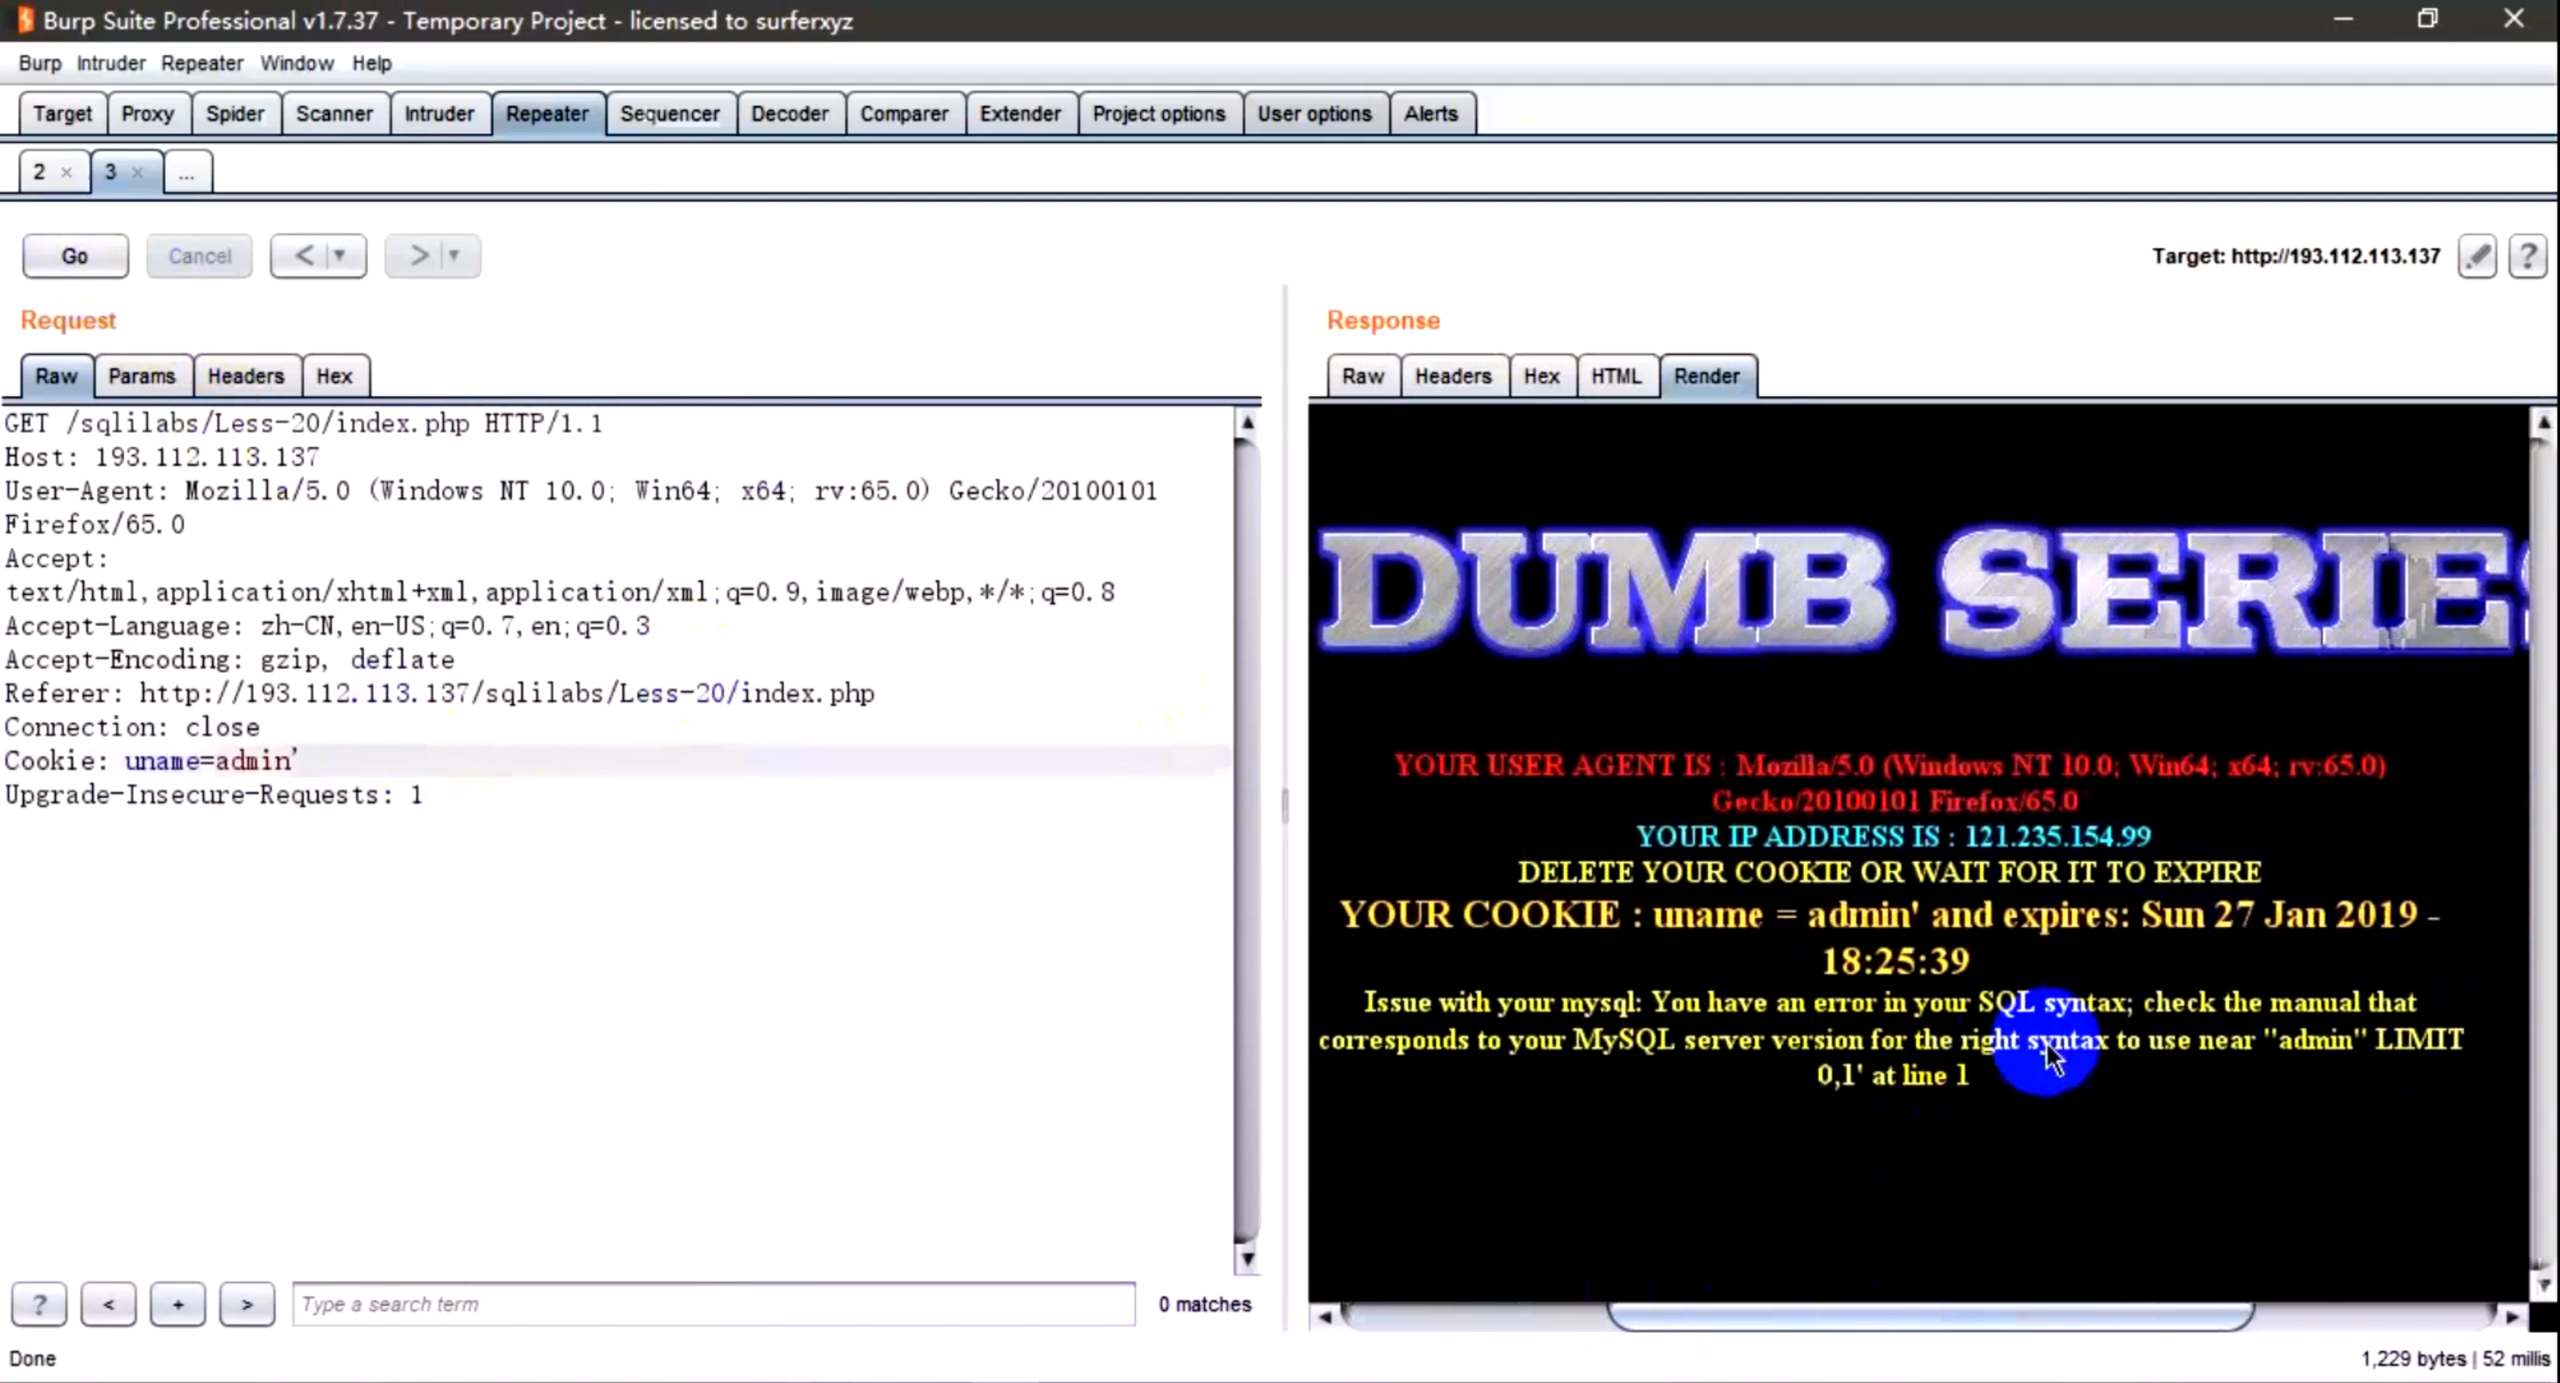 Burp Suite Professional v1.7.37 - Temporary Project - licensed to surferxyz
Burp Intruder Repeater Window Help
Target Proxy Spider Scanner Intruder Repeater Sequencer Decoder Comparer Extender Project options User options Alerts
2 × 3 × ...
Go Cancel < > Target: http://193.112.113.137 ?
Request
Raw Params Headers Hex
GET /sqlilabs/Less-20/index.php HTTP/1.1
Host: 193.112.113.137
User-Agent: Mozilla/5.0 (Windows NT 10.0; Win64; x64; rv:65.0) Gecko/20100101
Firefox/65.0
Accept:
text/html,application/xhtml+xml,application/xml;q=0.9,image/webp,*/*;q=0.8
Accept-Language: zh-CN,en-US;q=0.7,en;q=0.3
Accept-Encoding: gzip, deflate
Referer: http://193.112.113.137/sqlilabs/Less-20/index.php
Connection: close
Cookie: uname=admin'
Upgrade-Insecure-Requests: 1
? < + > Type a search term 0 matches
Response
Raw Headers Hex HTML Render
DUMB SERIE
YOUR USER AGENT IS : Mozilla/5.0 (Windows NT 10.0; Win64; x64; rv:65.0)
Gecko/20100101 Firefox/65.0
YOUR IP ADDRESS IS : 121.235.154.99
DELETE YOUR COOKIE OR WAIT FOR IT TO EXPIRE
YOUR COOKIE : uname = admin' and expires: Sun 27 Jan 2019 -
18:25:39
Issue with your mysql: You have an error in your SQL syntax; check the manual that
corresponds to your MySQL server version for the right syntax to use near ''admin'' LIMIT
0,1' at line 1
Done 1,229 bytes | 52 millis